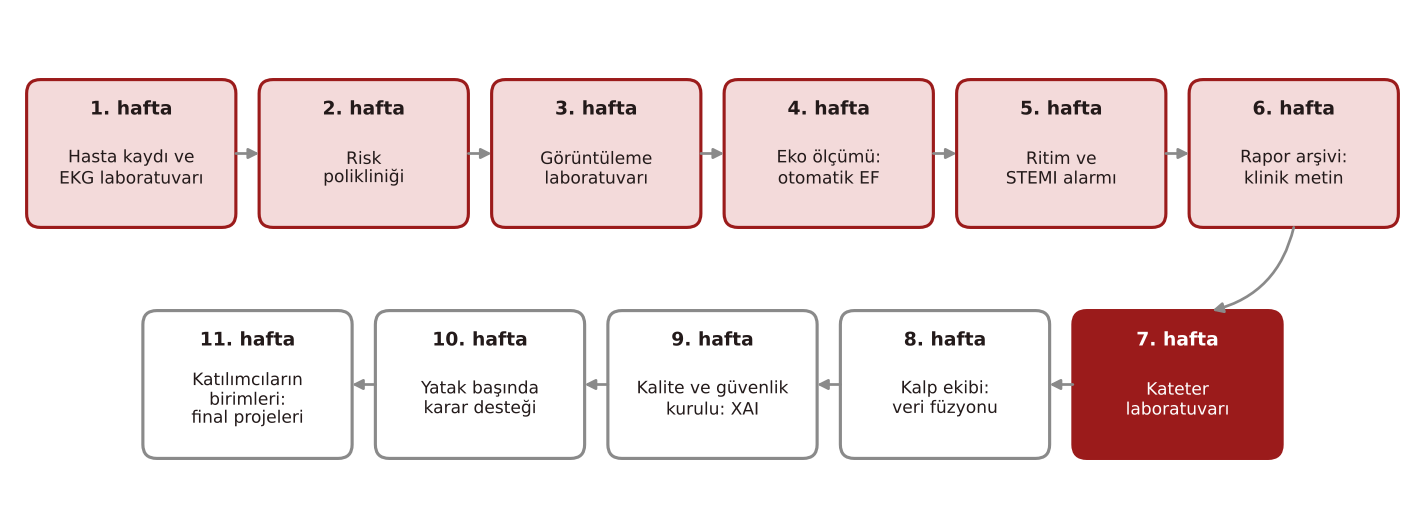 1. hafta
Hasta kaydı ve
EKG laboratuvarı
2. hafta
Risk
polikliniği
3. hafta
Görüntüleme
laboratuvarı
4. hafta
Eko ölçümü:
otomatik EF
5. hafta
Ritim ve
STEMI alarmı
6. hafta
Rapor arşivi:
klinik metin
7. hafta
Kateter
laboratuvarı
8. hafta
Kalp ekibi:
veri füzyonu
9. hafta
Kalite ve güvenlik
kurulu: XAI
10. hafta
Yatak başında
karar desteği
11. hafta
Katılımcıların
birimleri:
final projeleri